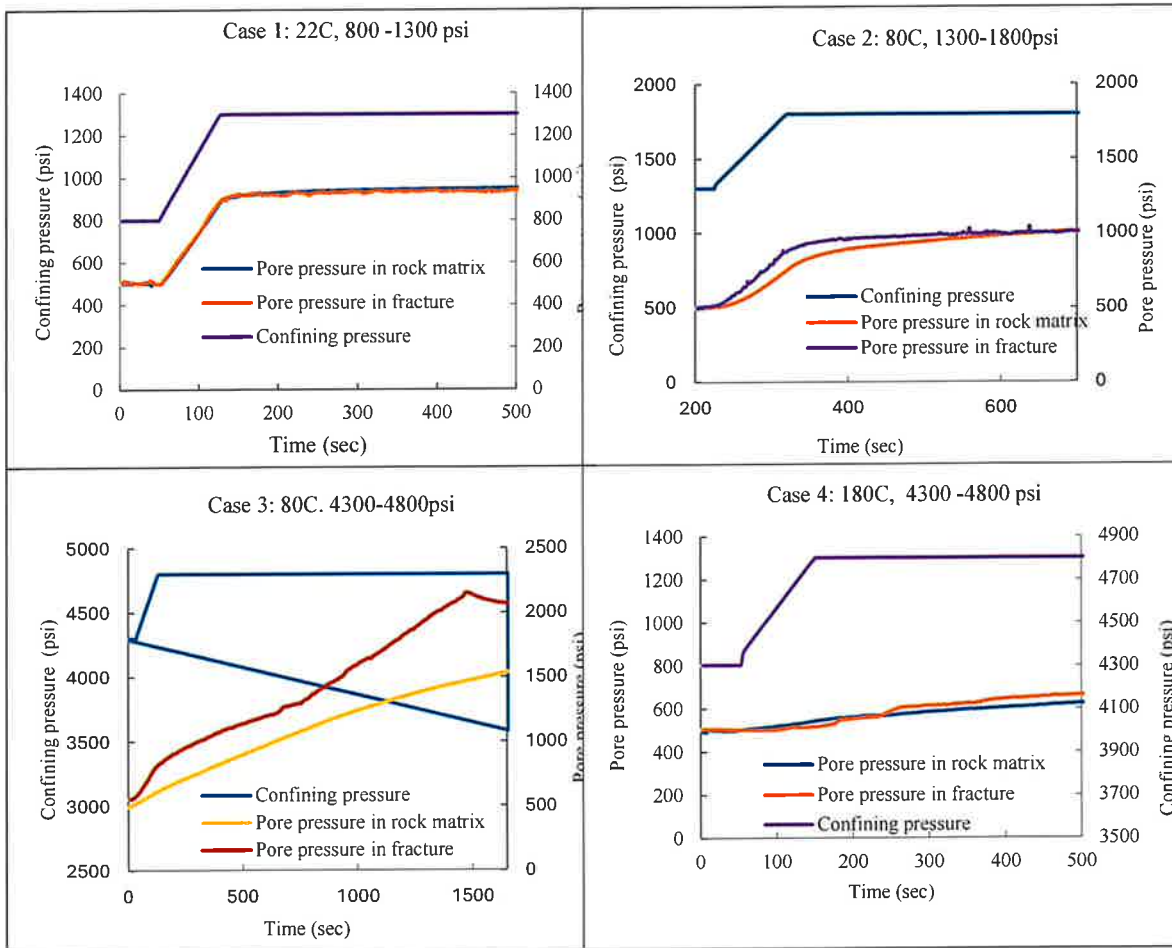 Case 1: 22C, 800 -1300 psi
Confining pressure (psi)
1400
1200
1000
800
600
400
200
0
1400
1200
1000
800
600
400
200
0
Pore pressure in rock matrix
Pore pressure in fracture
Confining pressure
0 100 200 300 400 500
Time (sec)
Case 2: 80C, 1300-1800psi
Confining pressure (psi)
2000
1500
1000
500
0
2000
1500
1000
500
0
Pore pressure (psi)
Confining pressure
Pore pressure in rock matrix
Pore pressure in fracture
200 400 600
Time (sec)
Case 3: 80C. 4300-4800psi
Confining pressure (psi)
5000
4500
4000
3500
3000
2500
2500
2000
1500
1000
500
0
Pore pressure (psi)
Confining pressure
Pore pressure in rock matrix
Pore pressure in fracture
0 500 1000 1500
Time (sec)
Case 4: 180C, 4300 -4800 psi
Pore pressure (psi)
1400
1200
1000
800
600
400
200
0
4900
4700
4500
4300
4100
3900
3700
3500
Confining pressure (psi)
Pore pressure in rock matrix
Pore pressure in fracture
Confining pressure
0 100 200 300 400 500
Time (sec)